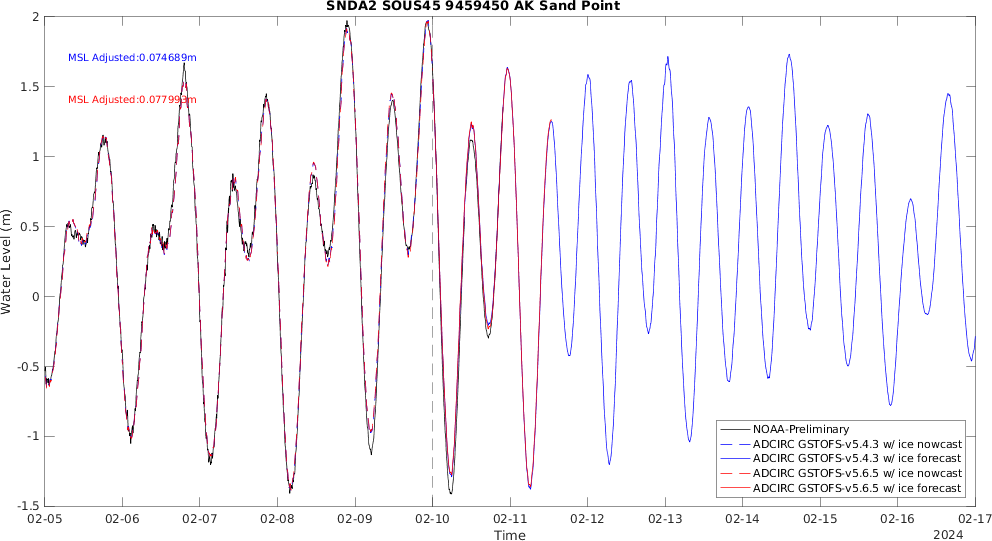 SNDA2 SOUS45 9459450 AK Sand Point
MSL Adjusted:0.074689m
MSL Adjusted:0.077993m
Water Level (m)
2
1.5
1
0.5
0
-0.5
-1
-1.5
NOAA-Preliminary
ADCIRC GSTOFS-v5.4.3 w/ ice nowcast
ADCIRC GSTOFS-v5.4.3 w/ ice forecast
ADCIRC GSTOFS-v5.6.5 w/ ice nowcast
ADCIRC GSTOFS-v5.6.5 w/ ice forecast
02-05 02-06 02-07 02-08 02-09 02-10 02-11 02-12 02-13 02-14 02-15 02-16 02-17
Time
2024